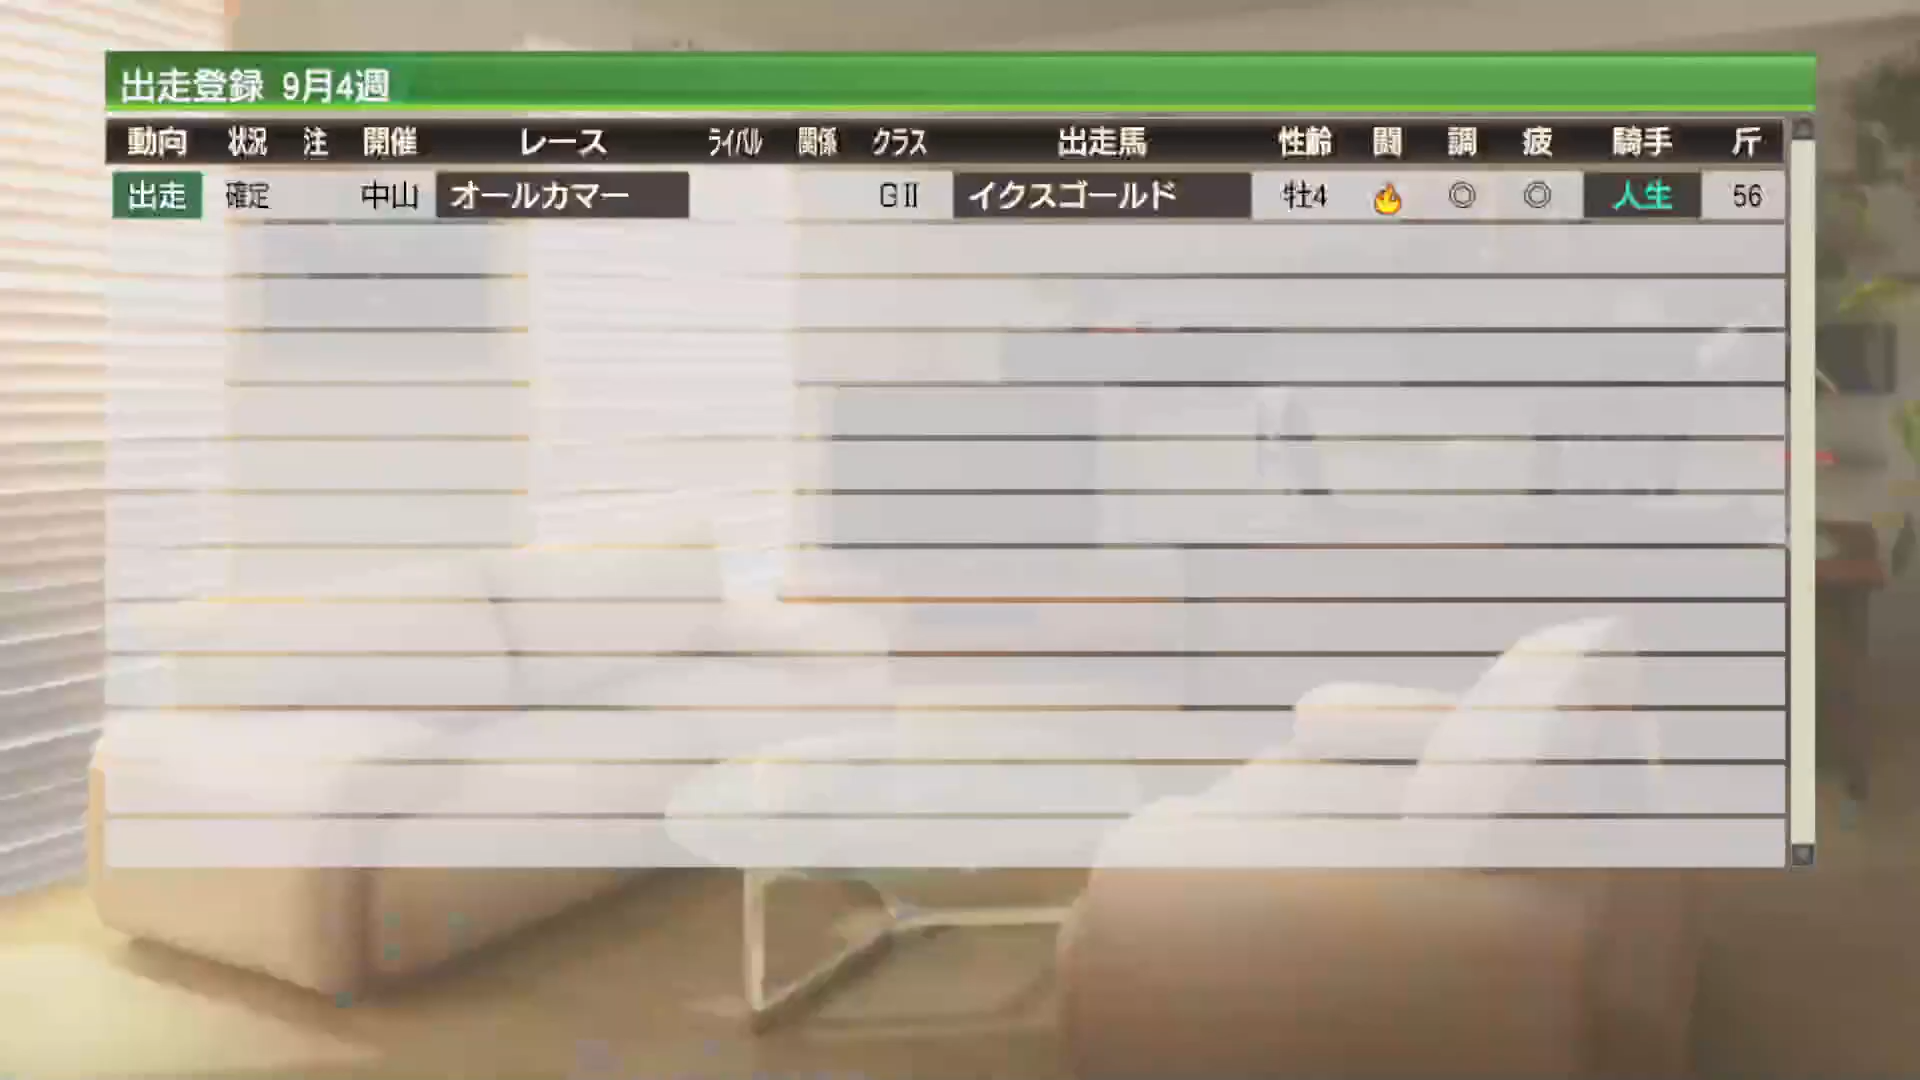 出走登録 9月4週
動向 状況 注 開催 レース ライバル 関係 クラス 出走馬 性齢 闘 調 疲 騎手 斤
出走 確定 中山 オールカマー GⅡ イクスゴールド 牡4 ◎ ◎ 人生 56